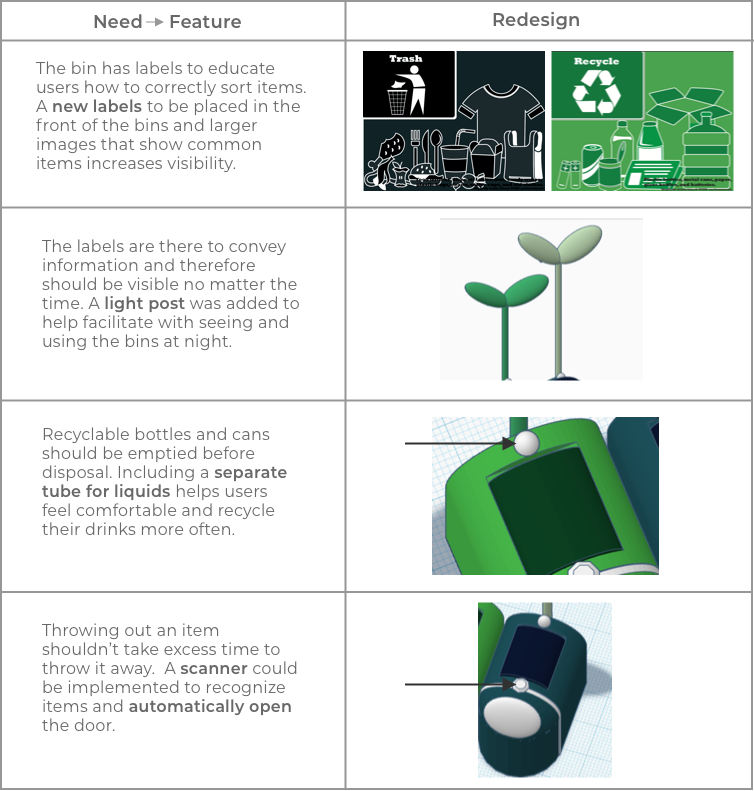 Need → Feature
Redesign
The bin has labels to educate
users how to correctly sort items.
A new labels to be placed in the
front of the bins and larger
images that show common
items increases visibility.
Trash
Recycle
The labels are there to convey
information and therefore
should be visible no matter the
time. A light post was added to
help facilitate with seeing and
using the bins at night.
Recyclable bottles and cans
should be emptied before
disposal. Including a separate
tube for liquids helps users
feel comfortable and recycle
their drinks more often.
Throwing out an item
shouldn’t take excess time to
throw it away. A scanner could
be implemented to recognize
items and automatically open
the door.